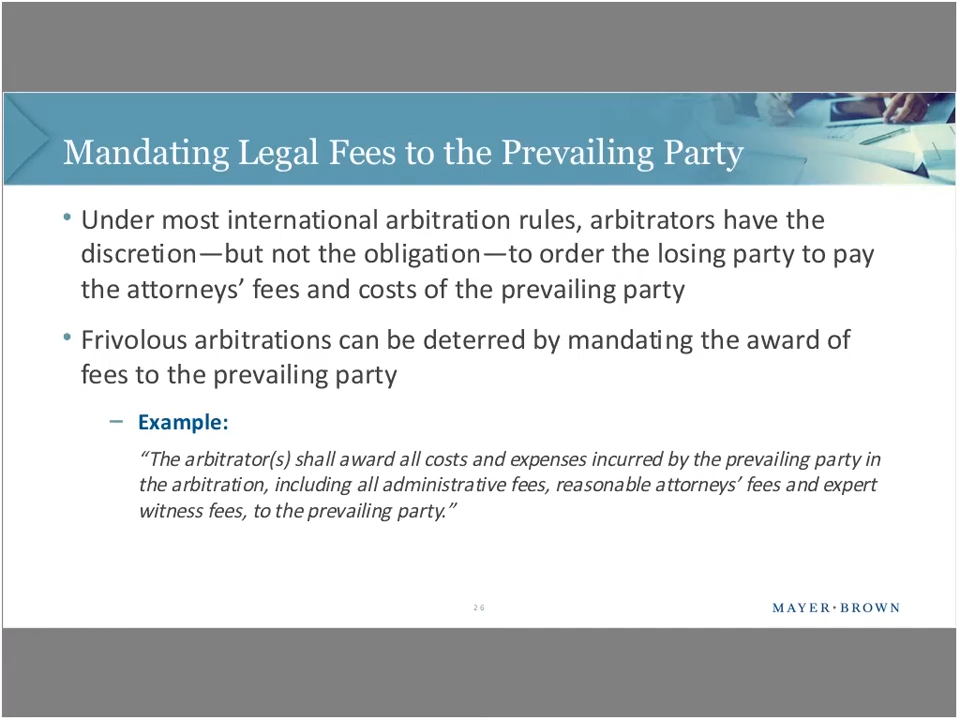 Mandating Legal Fees to the Prevailing Party
• Under most international arbitration rules, arbitrators have the
discretion—but not the obligation—to order the losing party to pay
the attorneys’ fees and costs of the prevailing party
• Frivolous arbitrations can be deterred by mandating the award of
fees to the prevailing party
– Example:
“The arbitrator(s) shall award all costs and expenses incurred by the prevailing party in
the arbitration, including all administrative fees, reasonable attorneys’ fees and expert
witness fees, to the prevailing party.”
26
MAYER•BROWN